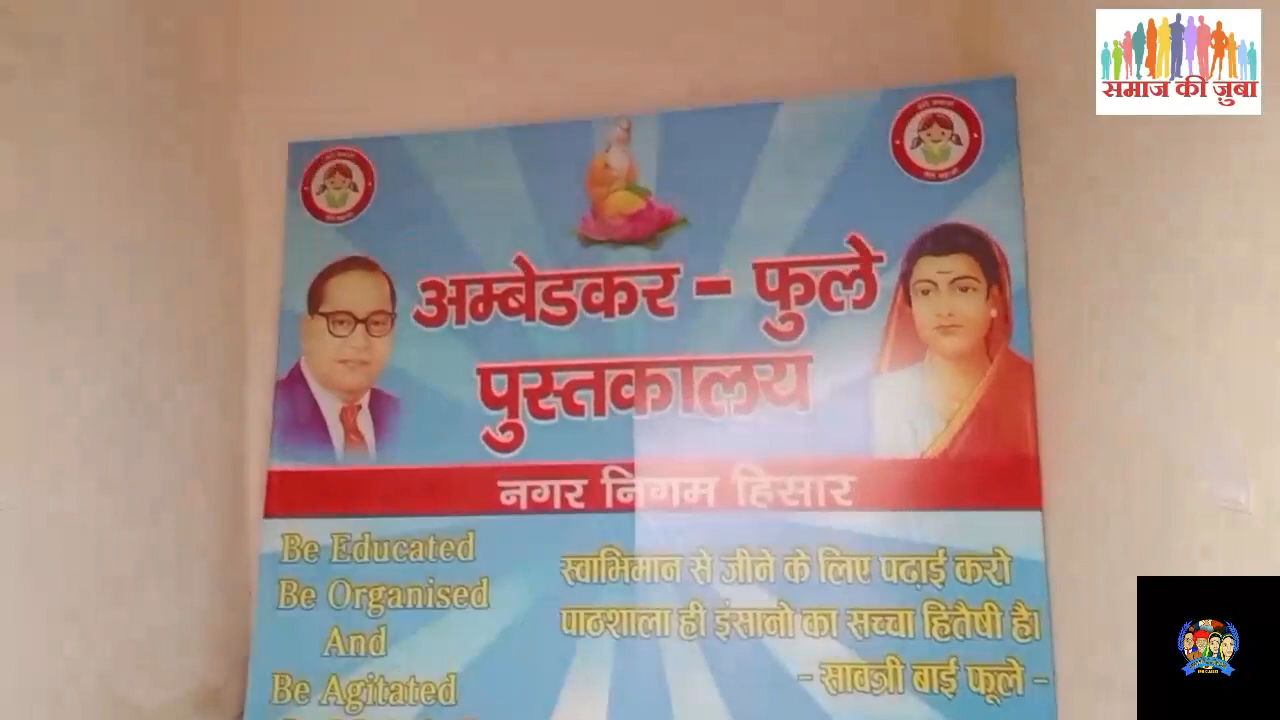 समाज की ज़ुबा
अम्बेडकर - फुले
पुस्तकालय
नगर निगम हिसार
Be Educated
Be Organised
And
Be Agitated
स्वाभिमान से जीने के लिए पढ़ाई करो
पाठशाला ही इंसानो का सच्चा हितैषी है।
- सावत्री बाई फूले -